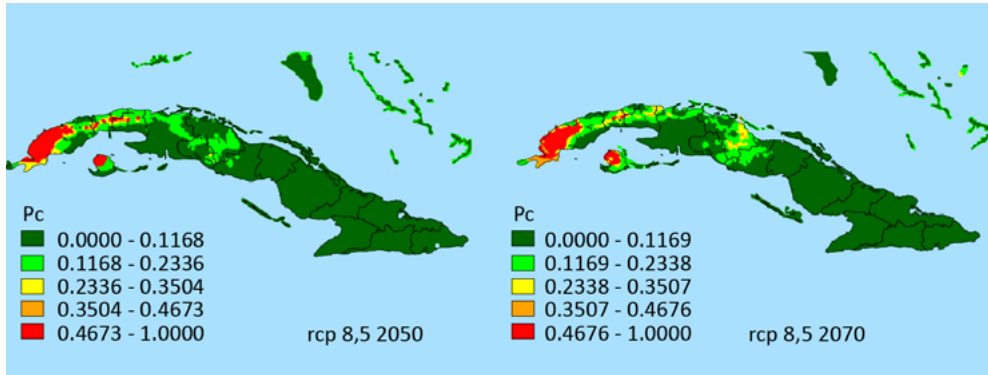 Pc
0.0000 - 0.1168
0.1168 - 0.2336
0.2336 - 0.3504
0.3504 - 0.4673
0.4673 - 1.0000
rcp 8,5 2050
Pc
0.0000 - 0.1169
0.1169 - 0.2338
0.2338 - 0.3507
0.3507 - 0.4676
0.4676 - 1.0000
rcp 8,5 2070